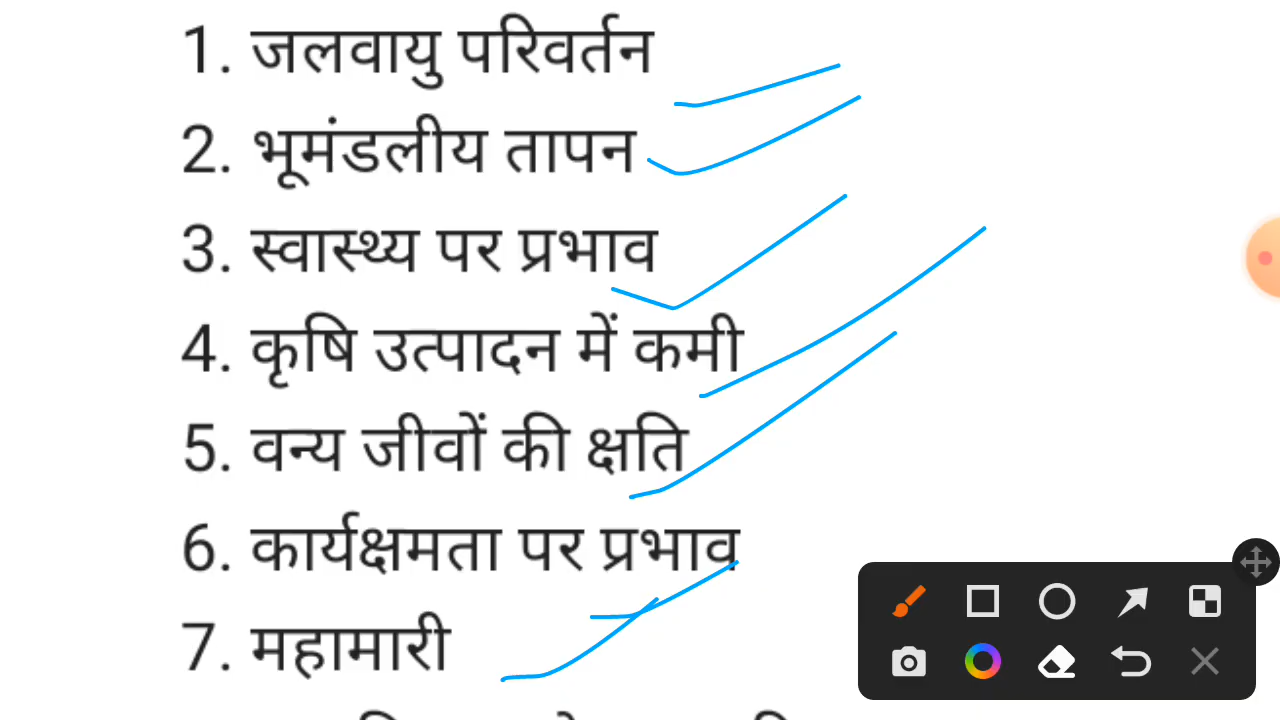 1. जलवायु परिवर्तन
2. भूमंडलीय तापन
3. स्वास्थ्य पर प्रभाव
4. कृषि उत्पादन में कमी
5. वन्य जीवों की क्षति
6. कार्यक्षमता पर प्रभाव
7. महामारी